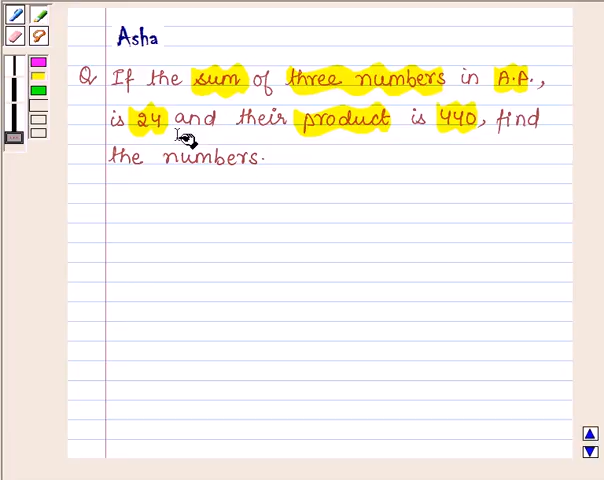 Asha
Q If the sum of three numbers in A.P.,
is 24 and their product is 440, find
the numbers.